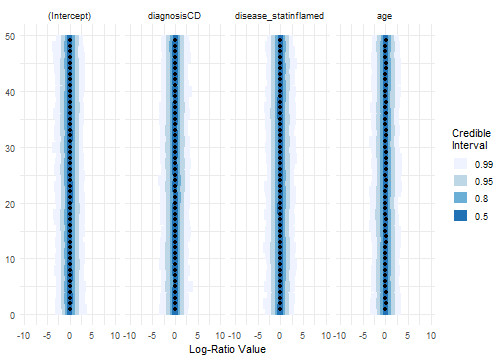 (Intercept) diagnosisCD disease_statinflamed age
50
40
30
20
10
0
-10 -5 0 5 10 -10 -5 0 5 10 -10 -5 0 5 10 -10 -5 0 5 10
Log-Ratio Value
Credible
Interval
0.99
0.95
0.8
0.5